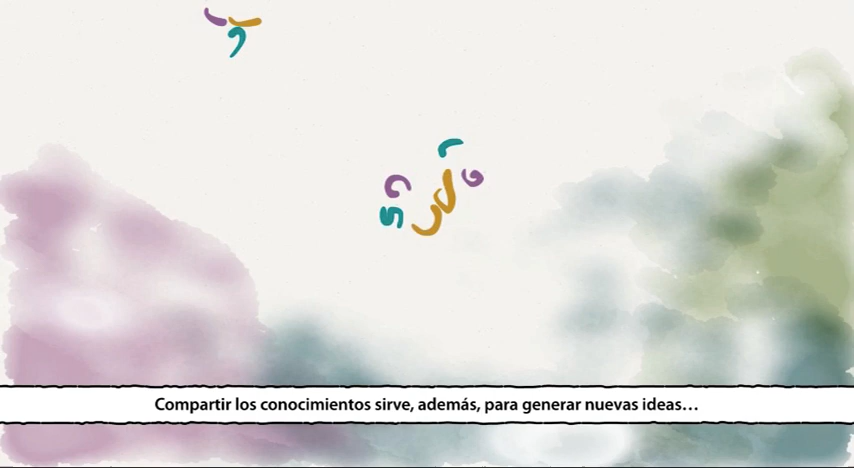 Compartir los conocimientos sirve, además, para generar nuevas ideas…